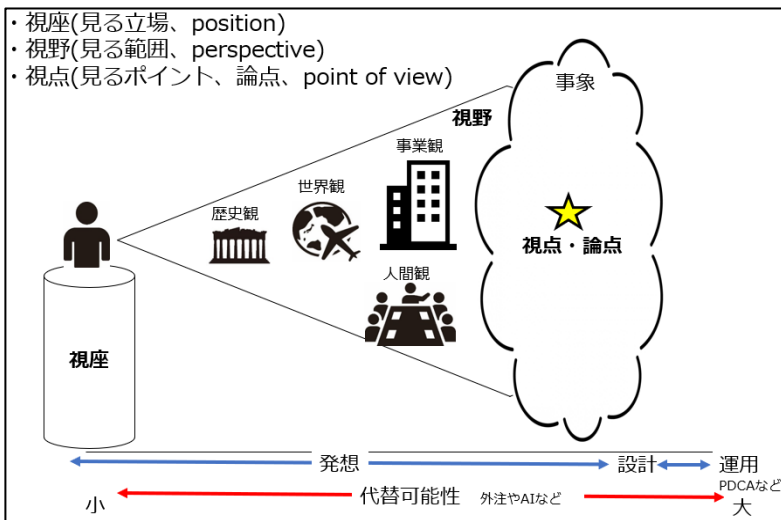 ・視座(見る立場、position)
・視野(見る範囲、perspective)
・視点(見るポイント、論点、point of view)
事象
視野
事業観
世界観
歴史観
視点・論点
人間観
視座
発想
設計
運用
PDCAなど
小
代替可能性 外注やAIなど
大